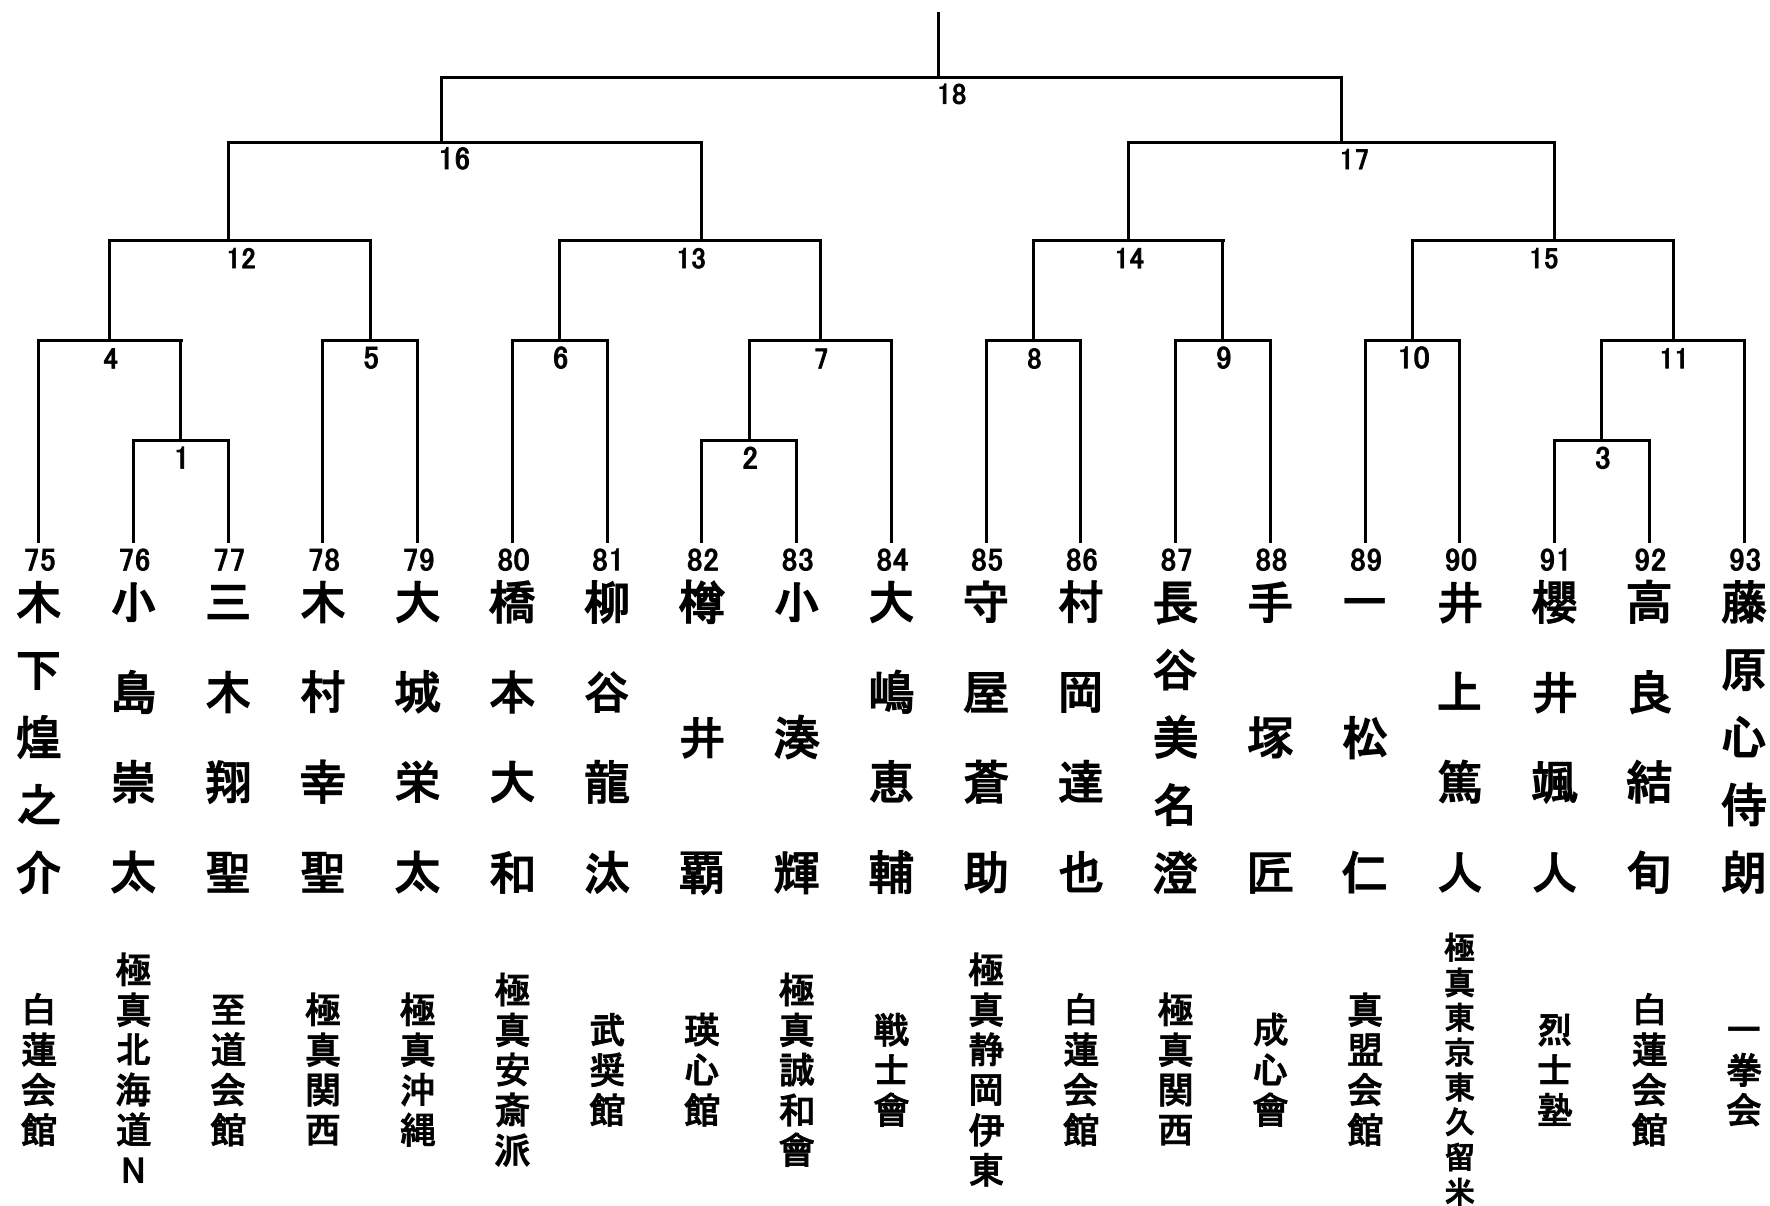 18
16
17
12
13
14
15
4
5
6
7
8
9
10
11
1
2
3
75
木下煌之介
白蓮会館
76
小島崇太
極真北海道N
77
三木翔聖
至道会館
78
木村幸聖
極真関西
79
大城栄太
極真沖縄
80
橋本大和
極真安斎派
81
柳谷龍汰
武奨館
82
樽井覇
瑛心館
83
小湊輝
極真誠和會
84
大嶋恵輔
戦士會
85
守屋蒼助
極真静岡伊東
86
村岡達也
白蓮会館
87
長谷美名澄
極真関西
88
手塚匠
成心會
89
一松仁
真盟会館
90
井上篤人
極真東京東久留米
91
櫻井颯人
烈士塾
92
高良結旬
白蓮会館
93
藤原心侍朗
一拳会